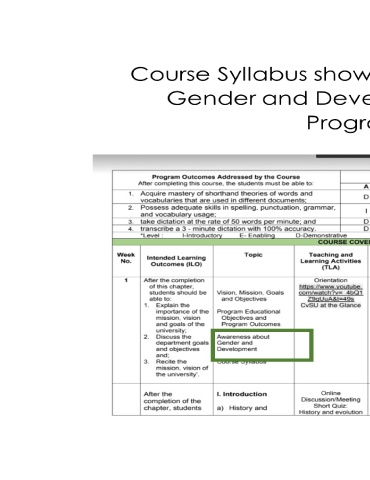 Course Syllabus show
Gender and Deve
Progra
Program Outcomes Addressed by the Course
After completing this course, the students must be able to:
A
1. Acquire mastery of shorthand theories of words and
vocabularies that are used in different documents;
D
2. Possess adequate skills in spelling, punctuation, grammar,
and vocabulary usage;
I
3. take dictation at the rate of 50 words per minute; and
D
4. transcribe a 3 - minute dictation with 100% accuracy.
D
*Level : I-Introductory E- Enabling D-Demonstrative
COURSE COVE
Week
No.
Intended Learning
Outcomes (ILO)
Topic
Teaching and
Learning Activities
(TLA)
1
After the completion
of this chapter,
students should be
able to:
1. Explain the
importance of the
mission, vision
and goals of the
university;
2. Discuss the
department goals
and objectives
and;
3. Recite the
mission, vision of
the university'.
Vision, Mission, Goals
and Objectives
Program Educational
Objectives and
Program Outcomes
Awareness about
Gender and
Development
Course Syllabus
Orientation
https://www.youtube.
CvSU at the Glance
After the
completion of the
chapter, students
I. Introduction
a) History and
Online
Discussion/Meeting
Short Quiz:
History and evolution